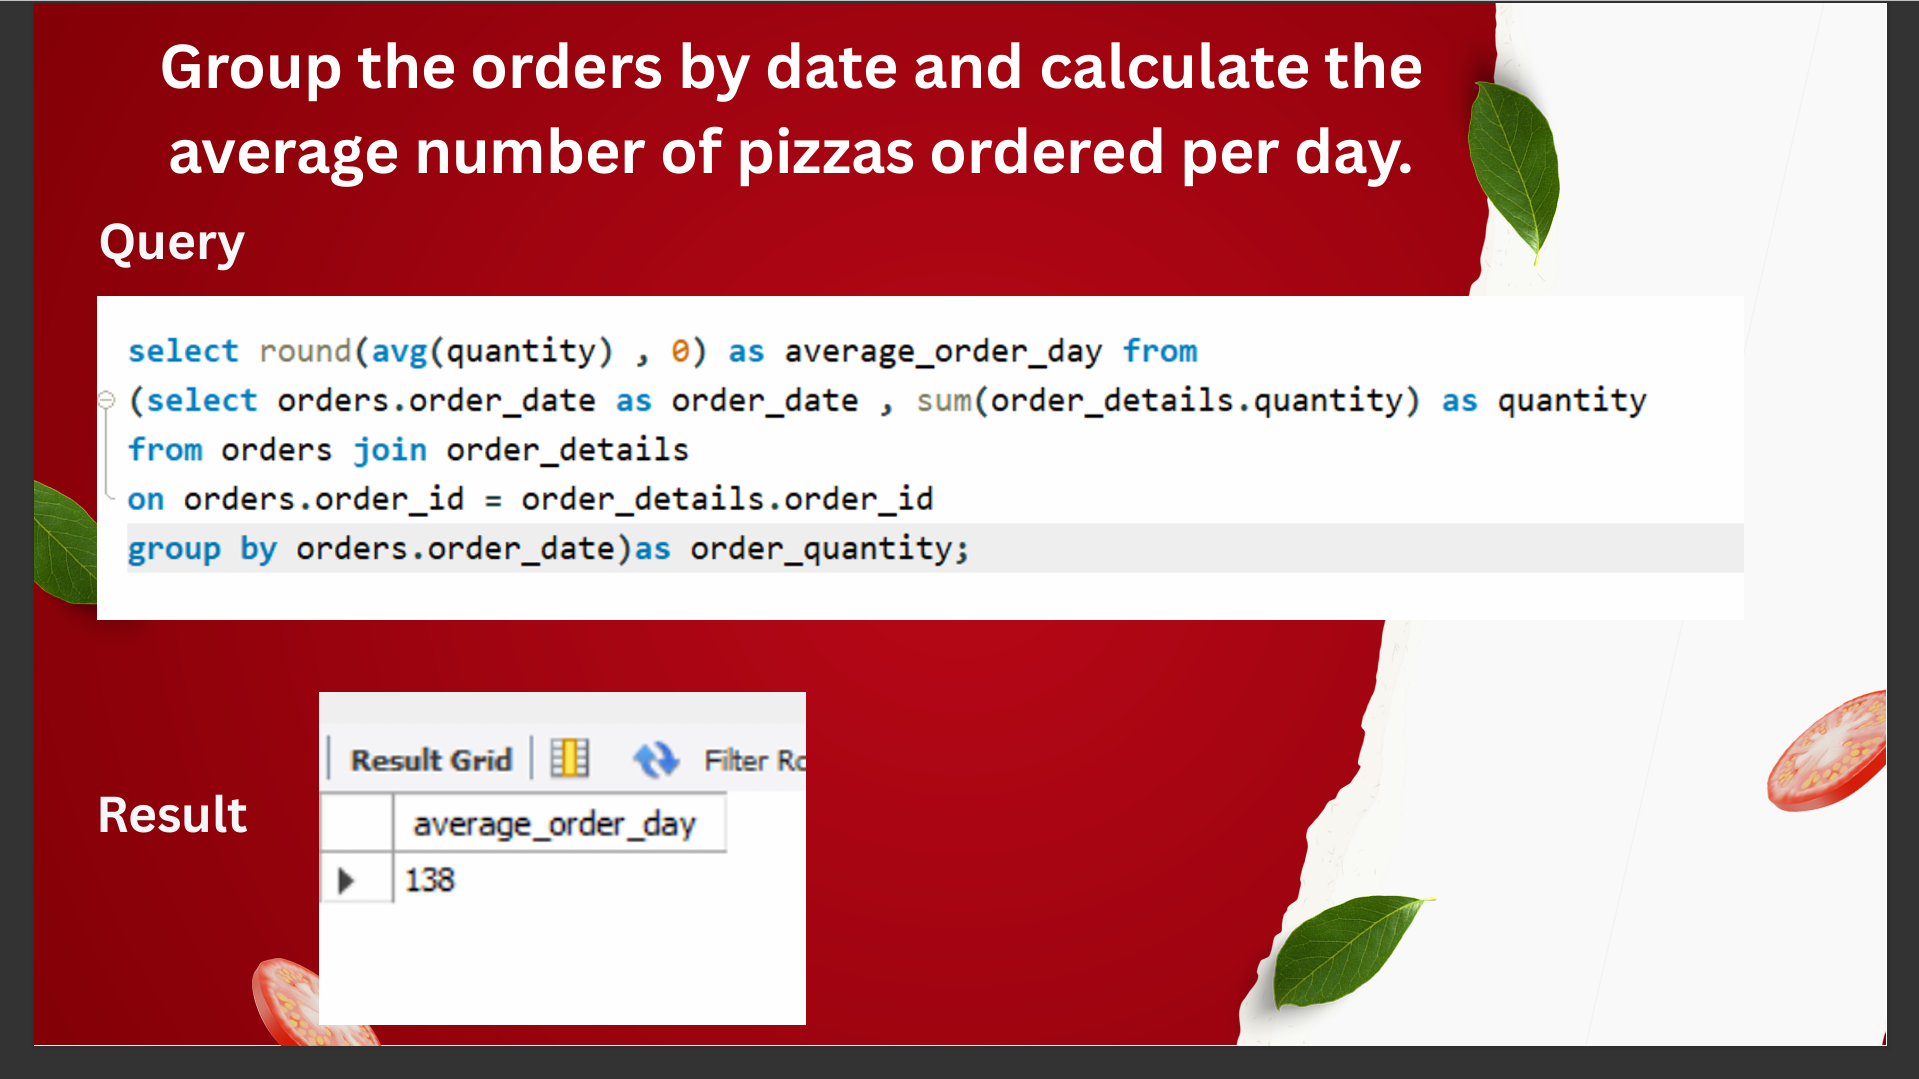 Group the orders by date and calculate the
average number of pizzas ordered per day.
Query
select round(avg(quantity) , 0) as average_order_day from
(select orders.order_date as order_date , sum(order_details.quantity) as quantity
from orders join order_details
on orders.order_id = order_details.order_id
group by orders.order_date)as order_quantity;
Result
Result Grid Filter Ro
average_order_day
138